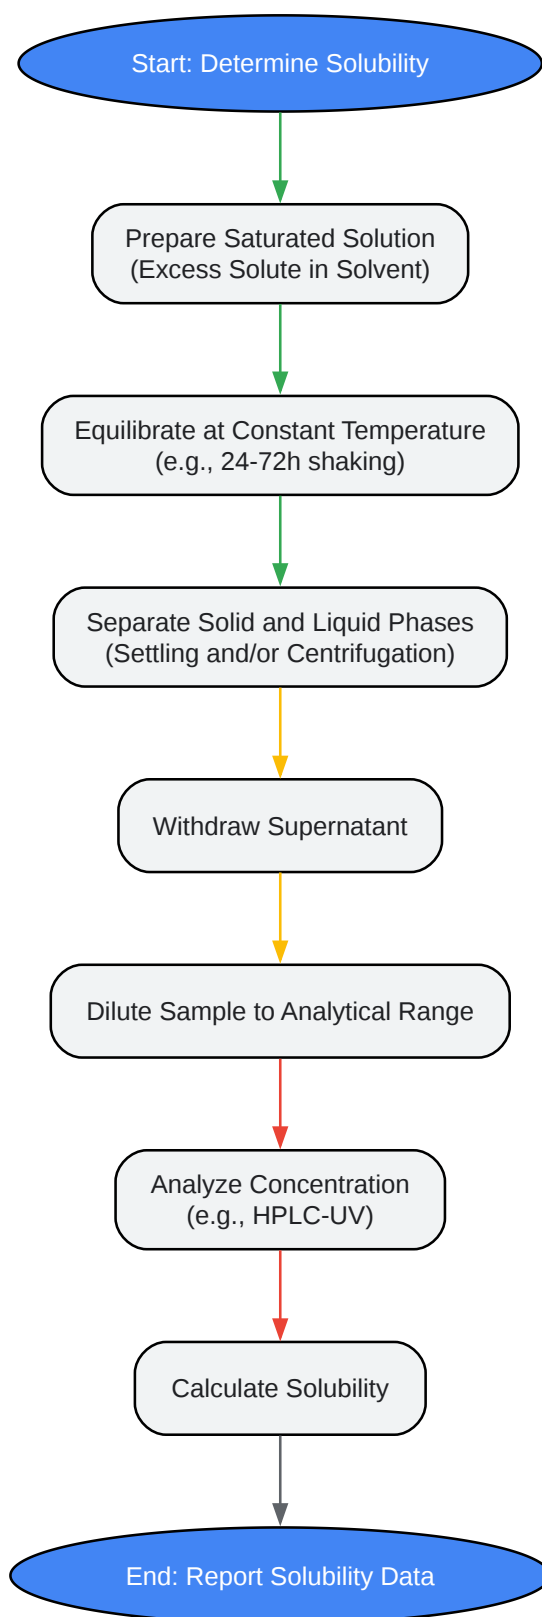 Start: Determine Solubility
Prepare Saturated Solution
(Excess Solute in Solvent)
Equilibrate at Constant Temperature
(e.g., 24-72h shaking)
Separate Solid and Liquid Phases
(Settling and/or Centrifugation)
Withdraw Supernatant
Dilute Sample to Analytical Range
Analyze Concentration
(e.g., HPLC-UV)
Calculate Solubility
End: Report Solubility Data